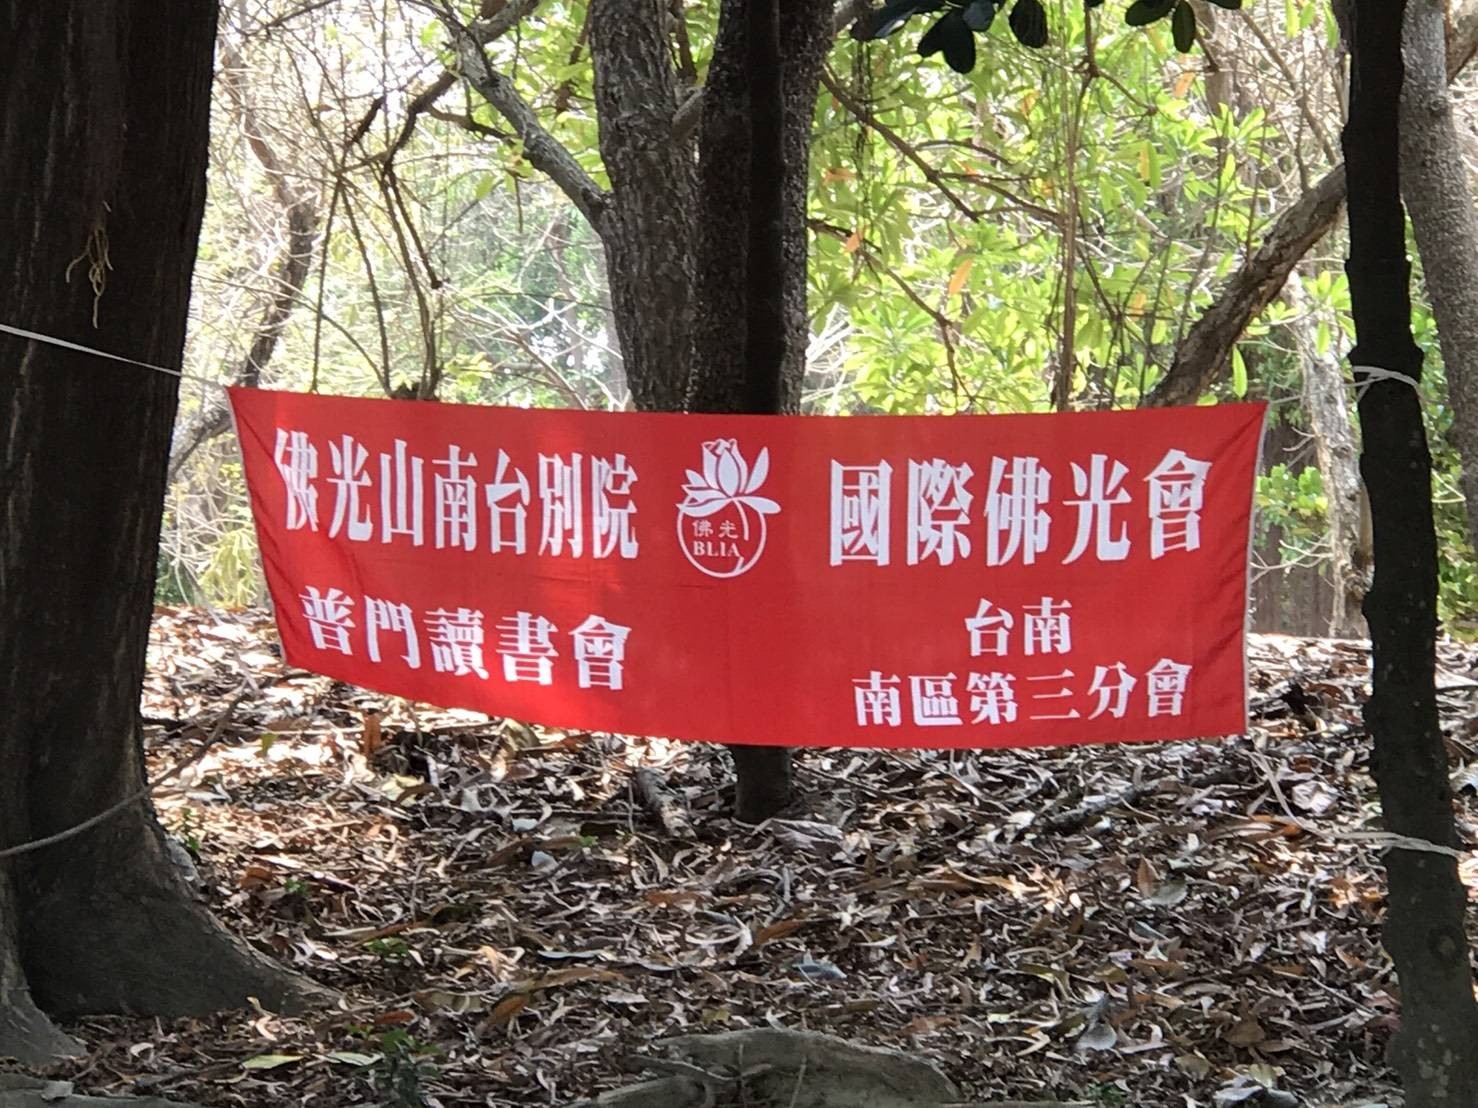 佛光山南台別院
普門讀書會
佛光
BLIA
國際佛光會
台南
南區第三分會